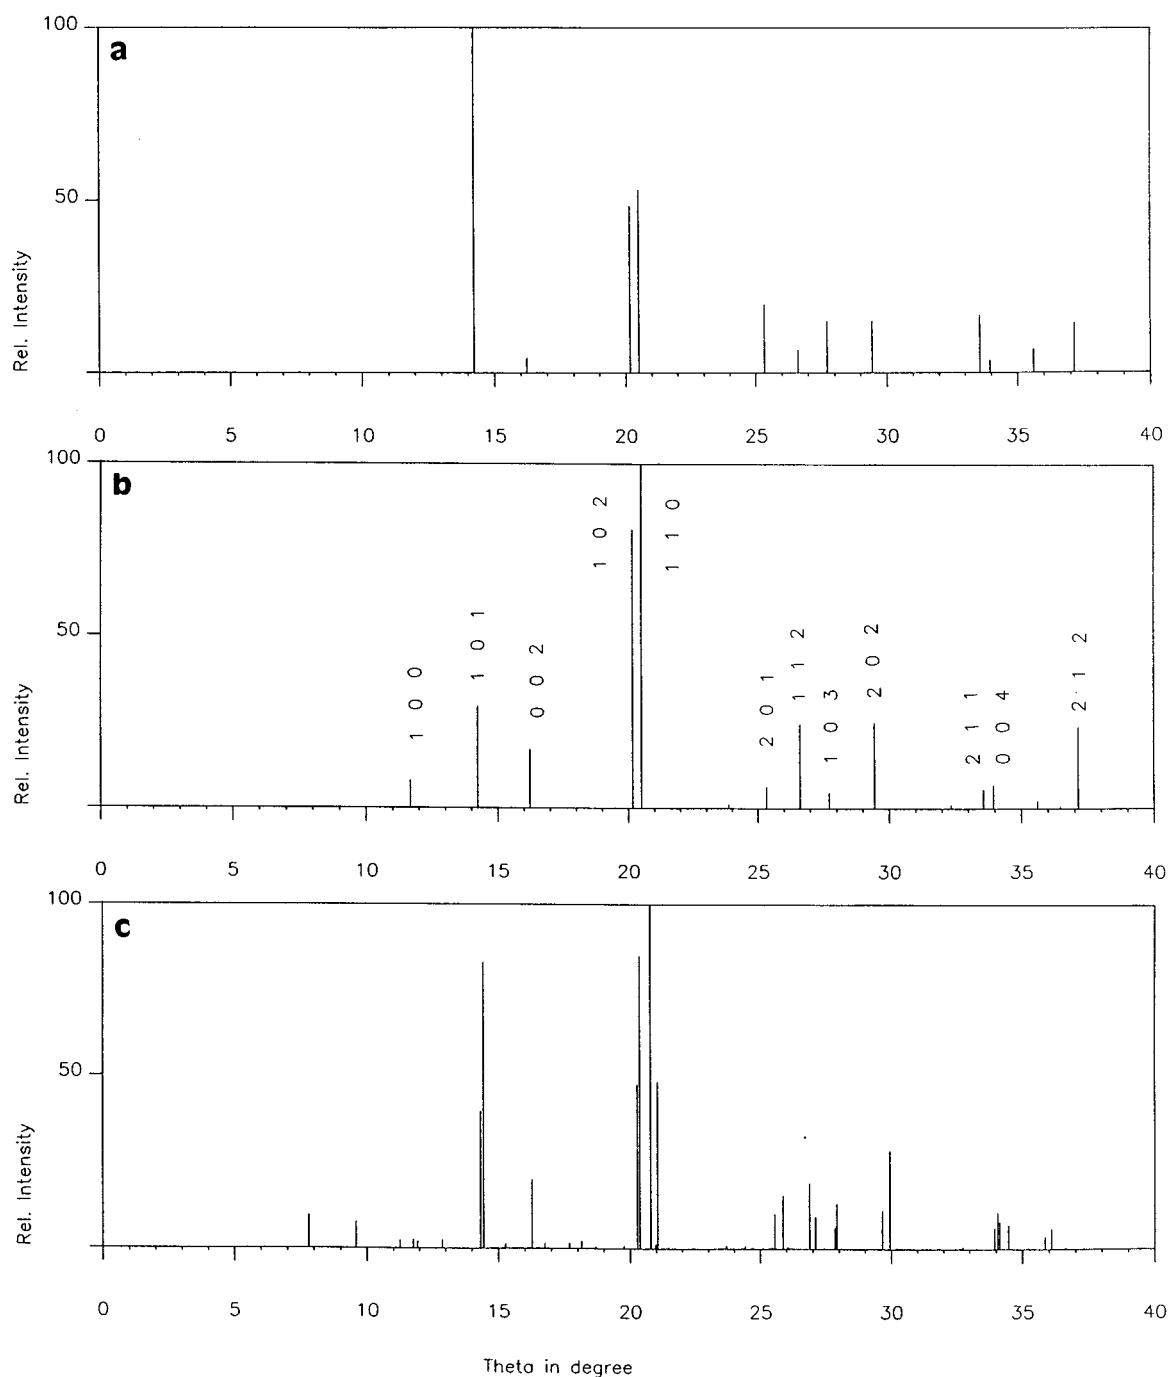 100
a
50
Rel. Intensity
0 5 10 15 20 25 30 35 40
100
b
1 0 2
1 1 0
50
1 0 0
1 0 1
0 0 2
2 0 1
1 1 2
1 0 3
2 0 2
2 1 1
0 0 4
2 1 2
Rel. Intensity
0 5 10 15 20 25 30 35 40
100
c
50
Rel. Intensity
0 5 10 15 20 25 30 35 40
Theta in degree